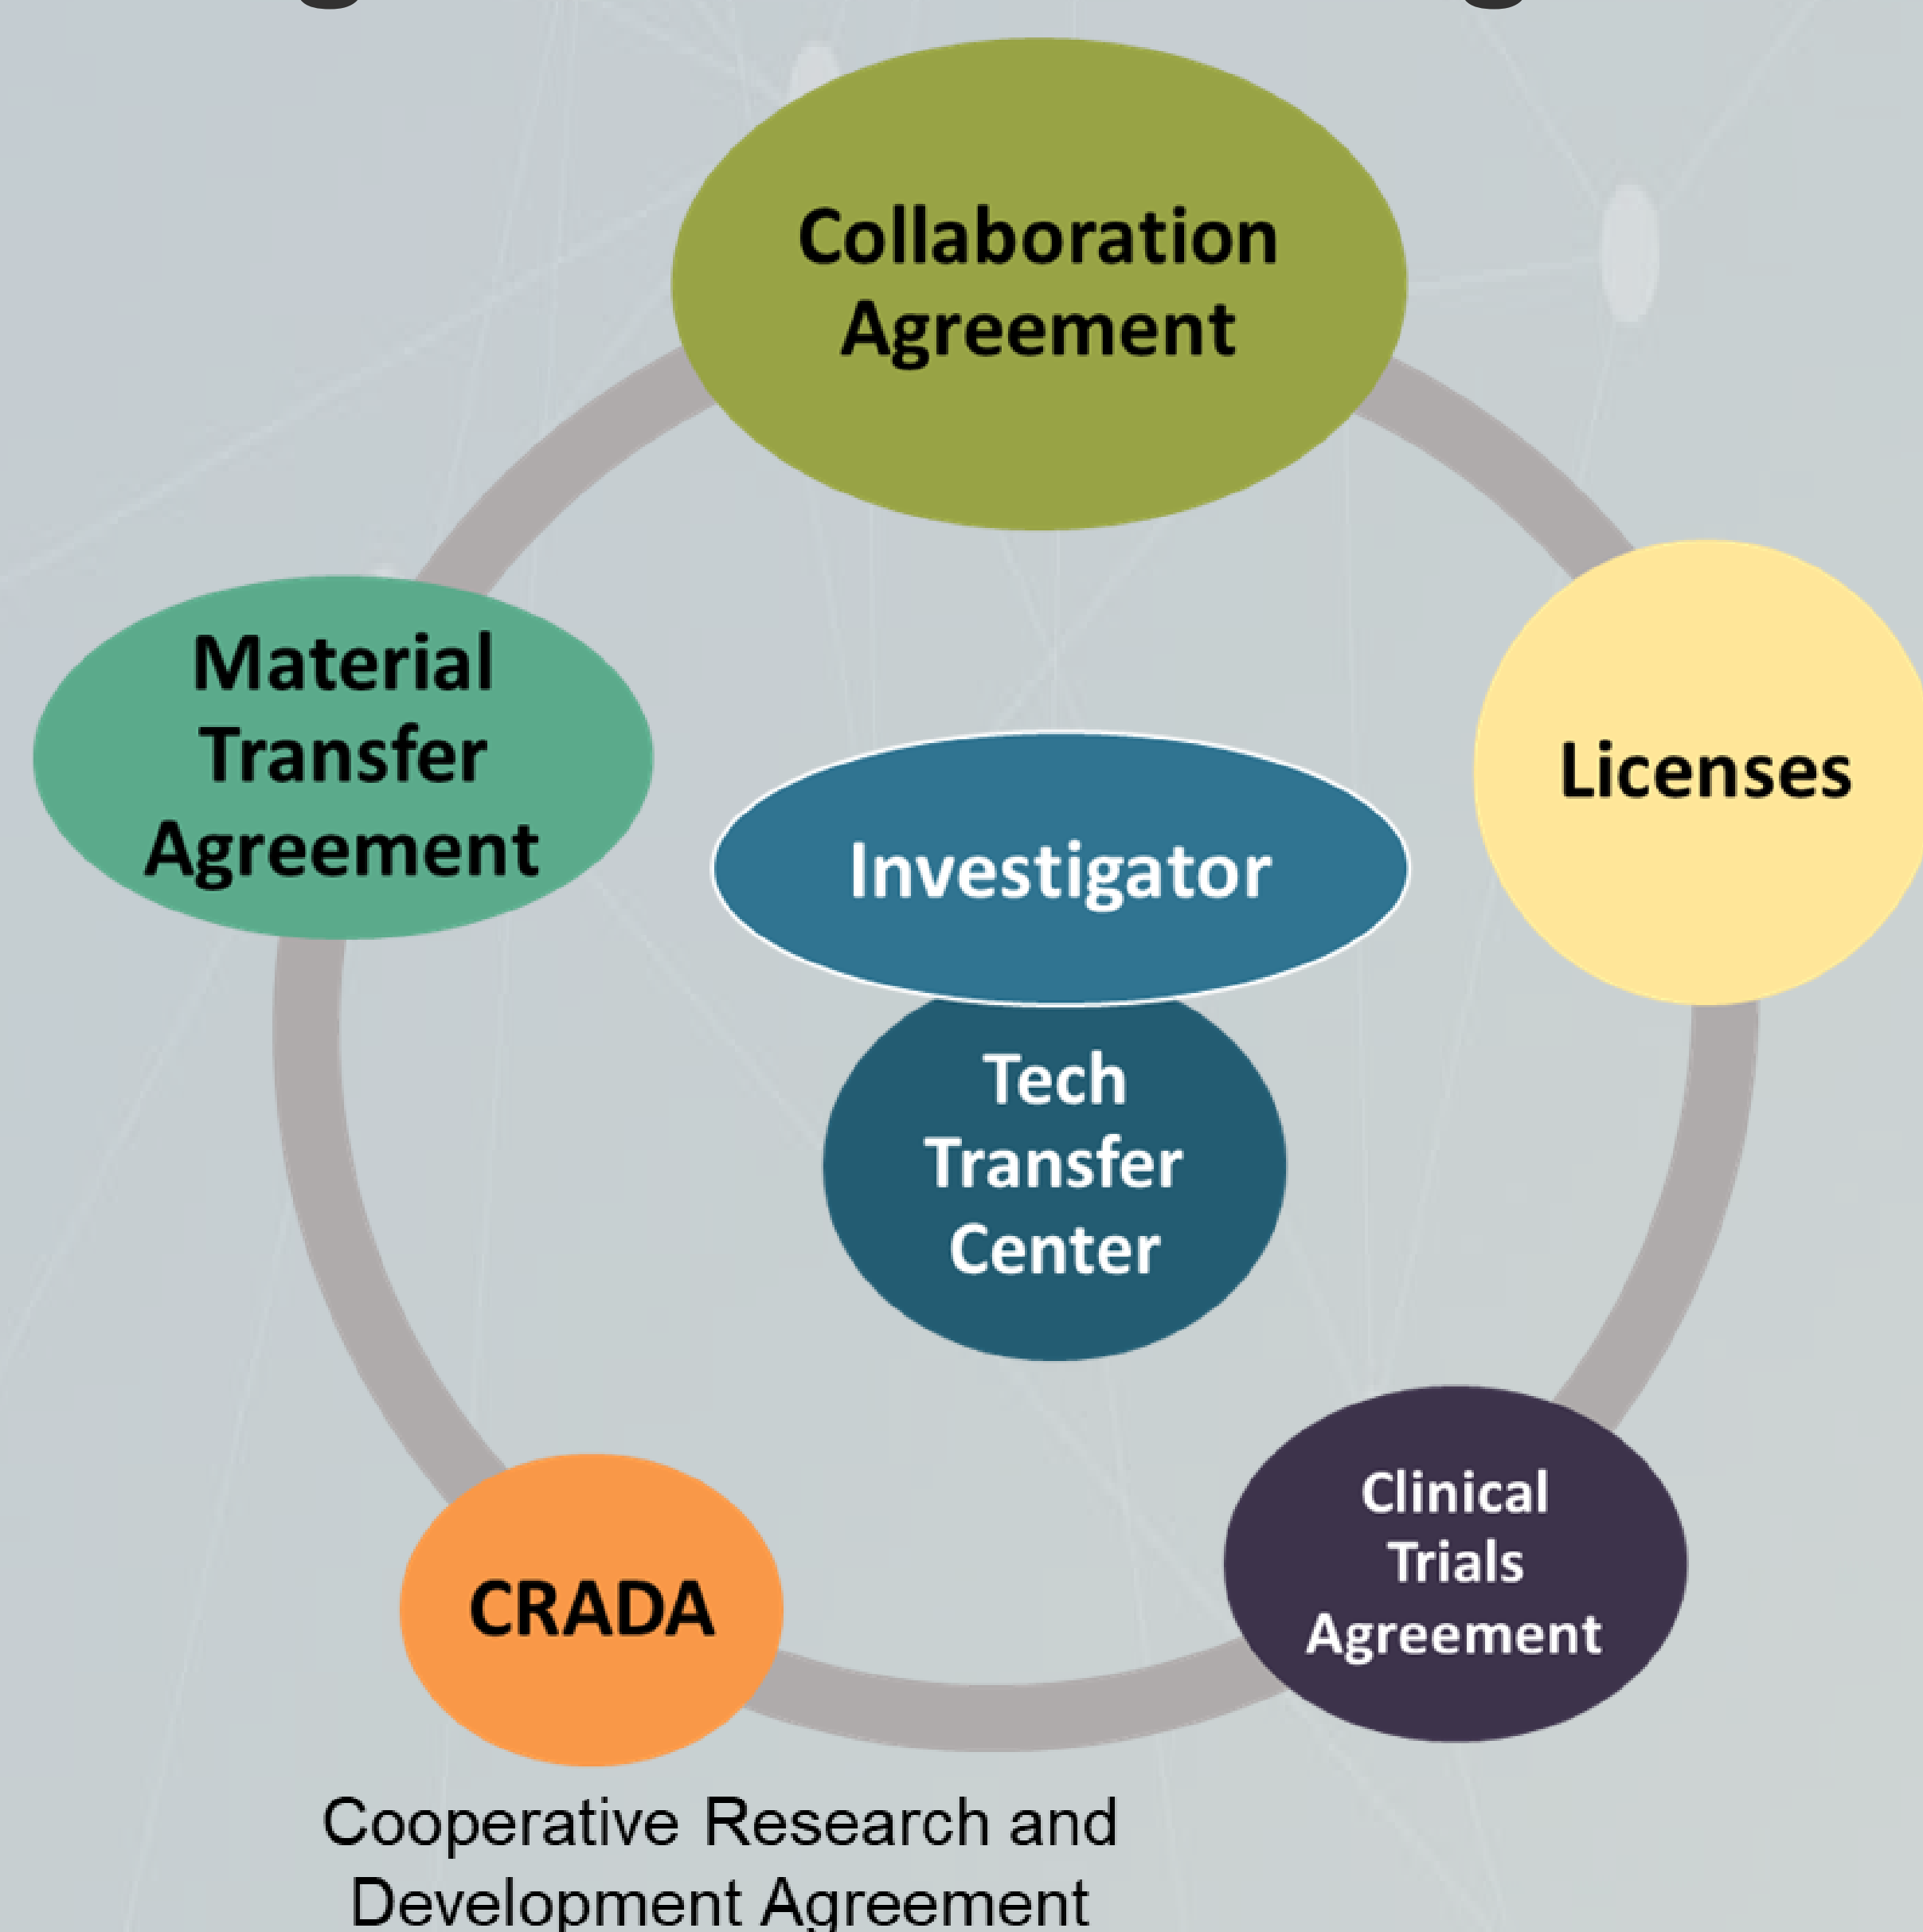 Collaboration
Agreement
Material
Transfer
Agreement
Licenses
Investigator
Tech
Transfer
Center
CRADA
Clinical
Trials
Agreement
Cooperative Research and
Development Agreement